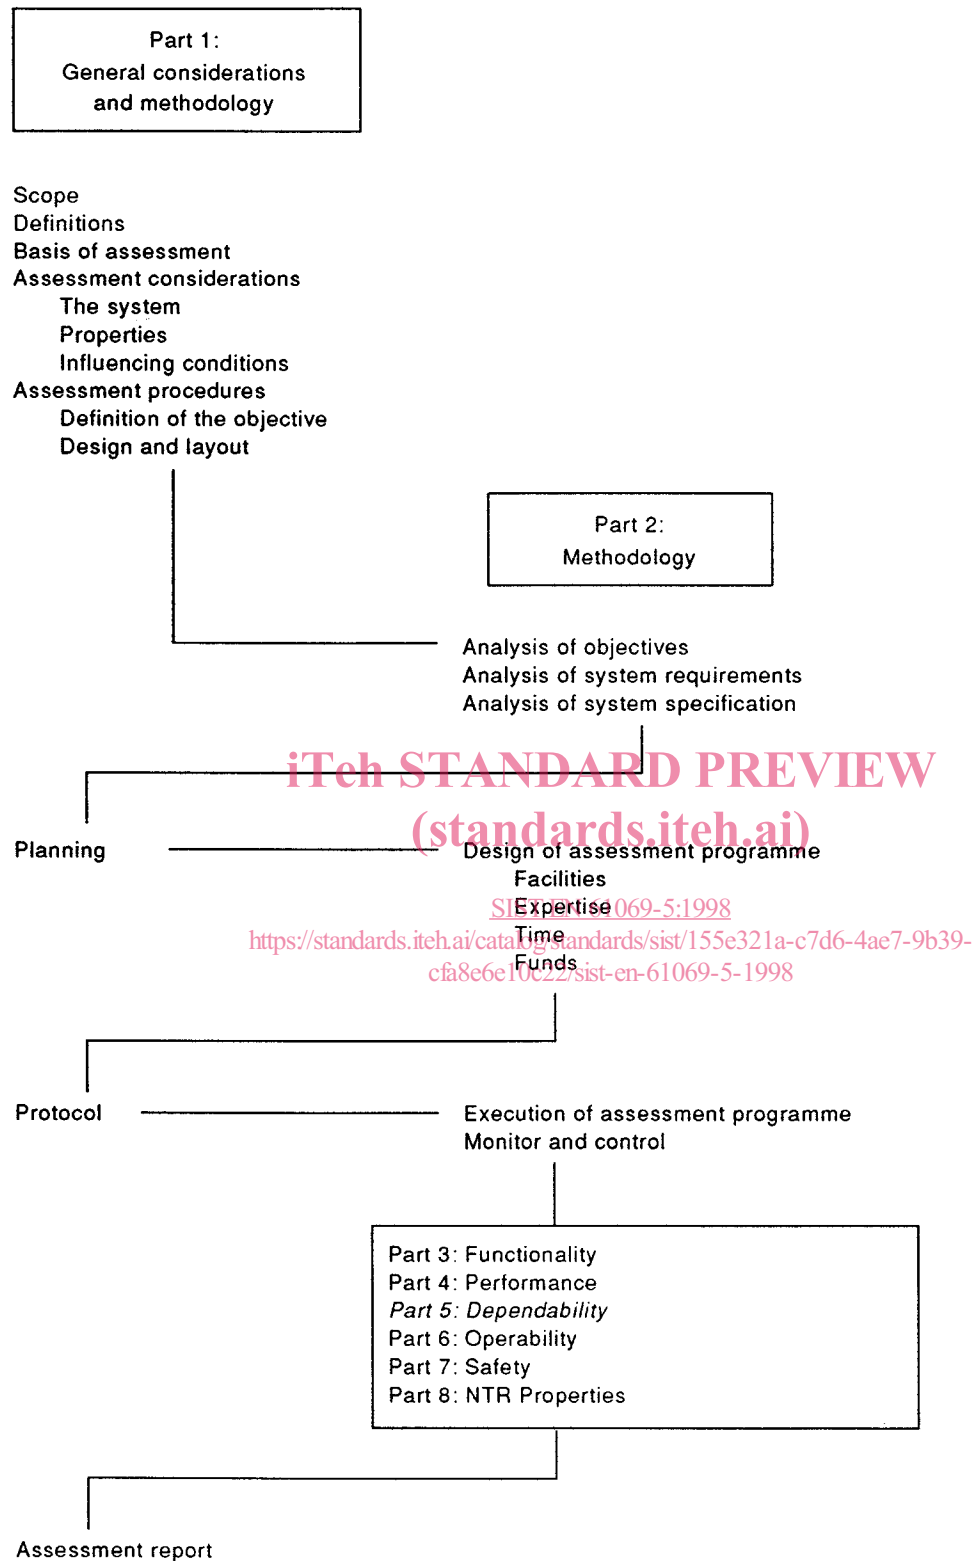 Part 1:
General considerations
and methodology
Scope
Definitions
Basis of assessment
Assessment considerations
The system
Properties
Influencing conditions
Assessment procedures
Definition of the objective
Design and layout
Part 2:
Methodology
Analysis of objectives
Analysis of system requirements
Analysis of system specification
iTeh STANDARD PREVIEW
(standards.iteh.ai)
Planning
Design of assessment programme
Facilities
Expertise
SIST EN 61069-5:1998
Time
https://standards.iteh.ai/catalog/standards/sist/155e321a-c7d6-4ae7-9b39-
Funds
cfa8e6e10c22/sist-en-61069-5-1998
Protocol
Execution of assessment programme
Monitor and control
Part 3: Functionality
Part 4: Performance
Part 5: Dependability
Part 6: Operability
Part 7: Safety
Part 8: NTR Properties
Assessment report